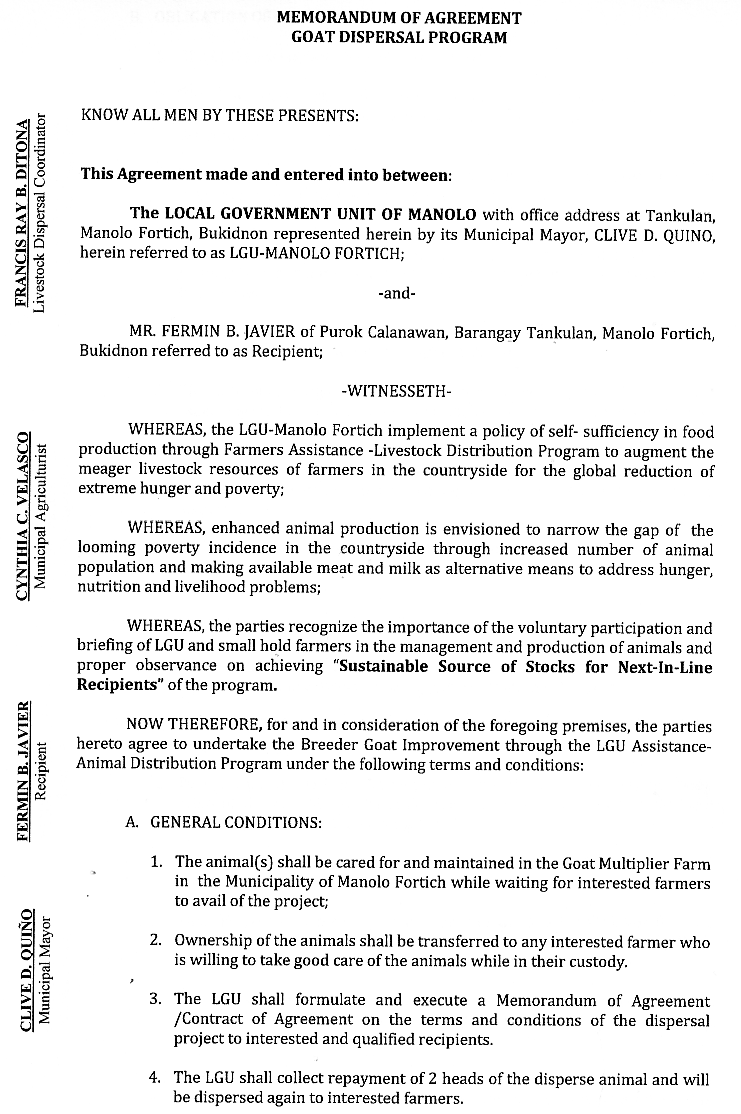 MEMORANDUM OF AGREEMENT
GOAT DISPERSAL PROGRAM
KNOW ALL MEN BY THESE PRESENTS:
This Agreement made and entered into between:
The LOCAL GOVERNMENT UNIT OF MANOLO with office address at Tankulan,
Manolo Fortich, Bukidnon represented herein by its Municipal Mayor, CLIVE D. QUINO,
herein referred to as LGU-MANOLO FORTICH;
-and-
MR. FERMIN B. JAVIER of Purok Calanawan, Barangay Tankulan, Manolo Fortich,
Bukidnon referred to as Recipient;
-WITNESSETH-
WHEREAS, the LGU-Manolo Fortich implement a policy of self- sufficiency in food
production through Farmers Assistance -Livestock Distribution Program to augment the
meager livestock resources of farmers in the countryside for the global reduction of
extreme hunger and poverty;
WHEREAS, enhanced animal production is envisioned to narrow the gap of the
looming poverty incidence in the countryside through increased number of animal
population and making available meat and milk as alternative means to address hunger,
nutrition and livelihood problems;
WHEREAS, the parties recognize the importance of the voluntary participation and
briefing of LGU and small hold farmers in the management and production of animals and
proper observance on achieving "Sustainable Source of Stocks for Next-In-Line
Recipients" of the program.
NOW THEREFORE, for and in consideration of the foregoing premises, the parties
hereto agree to undertake the Breeder Goat Improvement through the LGU Assistance-
Animal Distribution Program under the following terms and conditions:
A. GENERAL CONDITIONS:
1. The animal(s) shall be cared for and maintained in the Goat Multiplier Farm
in the Municipality of Manolo Fortich while waiting for interested farmers
to avail of the project;
2. Ownership of the animals shall be transferred to any interested farmer who
is willing to take good care of the animals while in their custody.
3. The LGU shall formulate and execute a Memorandum of Agreement
/Contract of Agreement on the terms and conditions of the dispersal
project to interested and qualified recipients.
4. The LGU shall collect repayment of 2 heads of the disperse animal and will
be dispersed again to interested farmers.
FRANCIS RAY B. DITONA
Livestock Dispersal Coordinator
CYNTHIA C. VELASCO
Municipal Agriculturist
FERMIN B. JAVIER
Recipient
CLIVE D. QUIÑO
Municipal Mayor